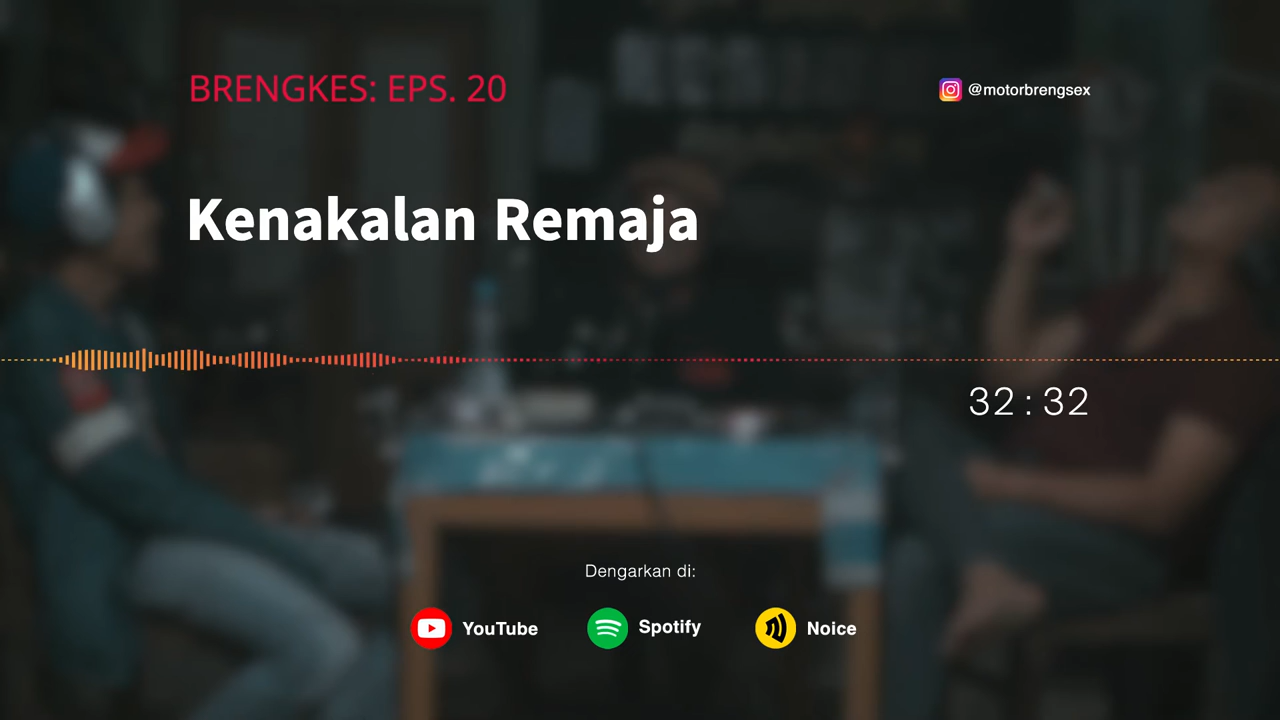 BRENGKES: EPS. 20
@motorbrengsex
Kenakalan Remaja
32 : 32
Dengarkan di:
YouTube
Spotify
Noice